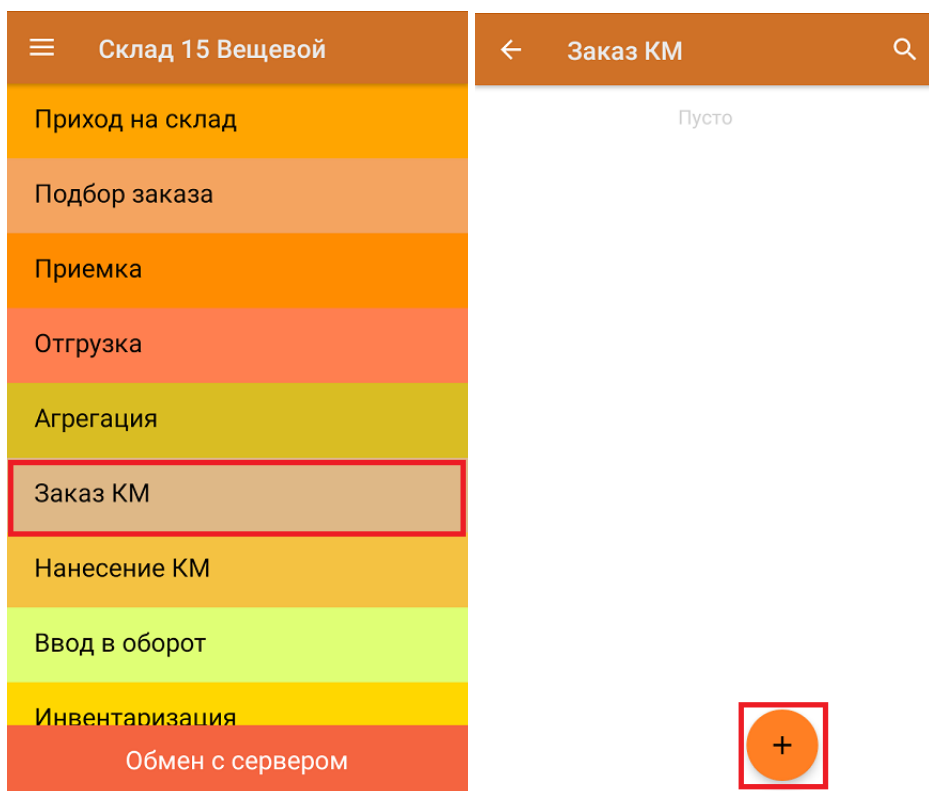 Склад 15 Вещевой
Приход на склад
Подбор заказа
Приемка
Отгрузка
Агрегация
Заказ КМ
Нанесение КМ
Ввод в оборот
Инвентаризация
Обмен с сервером
Заказ КМ
Пусто
+